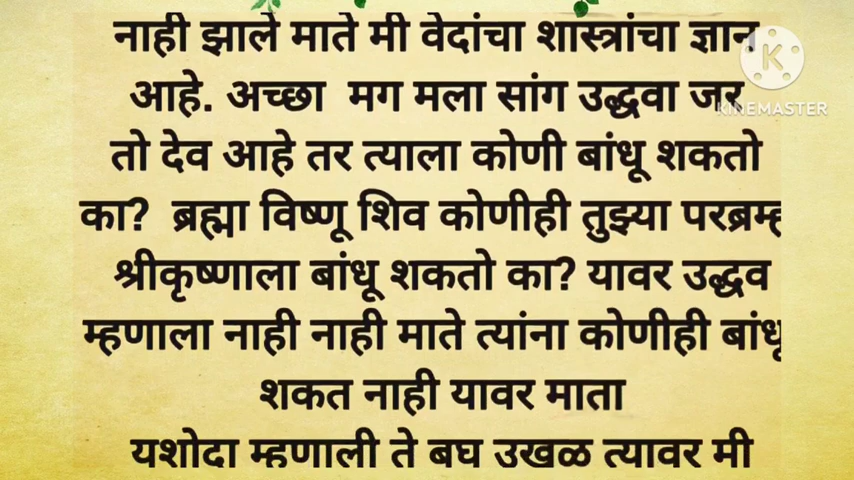 नाही झाले माते मी वेदांचा शास्त्रांचा ज्ञान
आहे. अच्छा मग मला सांग उद्धवा जर
तो देव आहे तर त्याला कोणी बांधू शकतो
का? ब्रह्मा विष्णू शिव कोणीही तुझ्या परब्रम्ह
श्रीकृष्णाला बांधू शकतो का? यावर उद्धव
म्हणाला नाही नाही माते त्यांना कोणीही बांधू
शकत नाही यावर माता
यशोदा म्हणाली ते बघ उखळ त्यावर मी
K
KINEMASTER